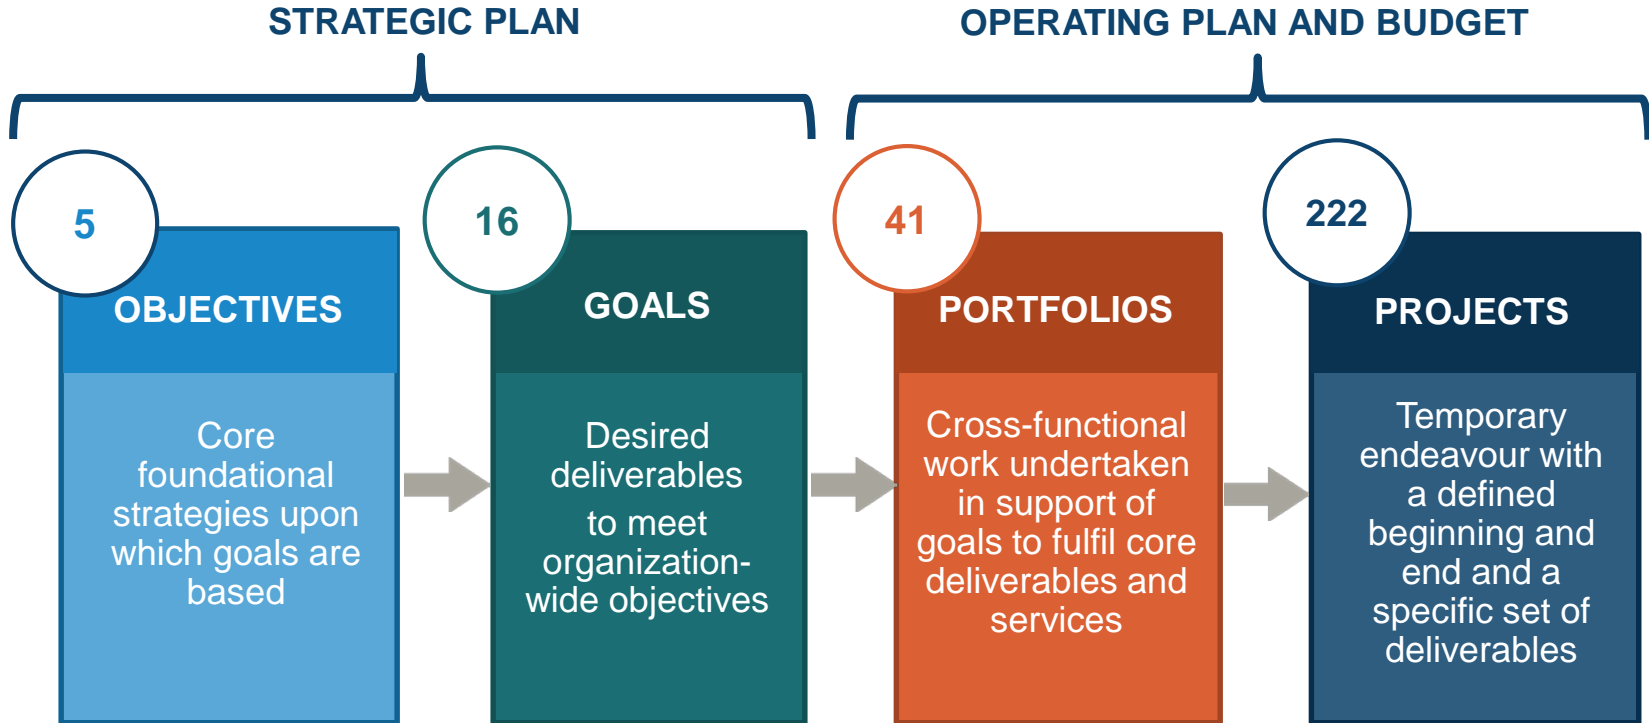 STRATEGIC PLAN
OPERATING PLAN AND BUDGET
5
OBJECTIVES
Core
foundational
strategies upon
which goals are
based
16
GOALS
Desired
deliverables
to meet
organization-
wide objectives
41
PORTFOLIOS
Cross-functional
work undertaken
in support of
goals to fulfil core
deliverables and
services
222
PROJECTS
Temporary
endeavour with
a defined
beginning and
end and a
specific set of
deliverables